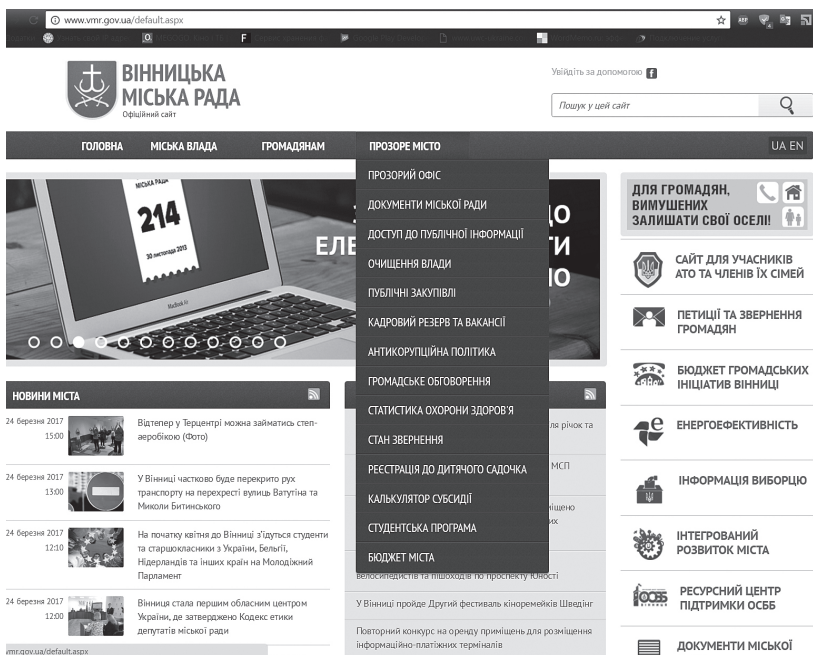 www.vmr.gov.ua/default.aspx
ВІННИЦЬКА
МІСЬКА РАДА
Офіційний сайт
Увійдіть за допомогою
Пошук у цей сайт
ГОЛОВНА МІСЬКА ВЛАДА ГРОМАДЯНАМ ПРОЗОРЕ МІСТО UA EN
ПРОЗОРИЙ ОФІС
ДОКУМЕНТИ МІСЬКОЇ РАДИ
ДОСТУП ДО ПУБЛІЧНОЇ ІНФОРМАЦІЇ
ОЧИЩЕННЯ ВЛАДИ
ПУБЛІЧНІ ЗАКУПІВЛІ
КАДРОВИЙ РЕЗЕРВ ТА ВАКАНСІЇ
АНТИКОРУПЦІЙНА ПОЛІТИКА
ГРОМАДСЬКЕ ОБГОВОРЕННЯ
СТАТИСТИКА ОХОРОНИ ЗДОРОВ'Я
СТАН ЗВЕРНЕННЯ
РЕЄСТРАЦІЯ ДО ДИТЯЧОГО САДОЧКА
КАЛЬКУЛЯТОР СУБСИДІЇ
СТУДЕНТСЬКА ПРОГРАМА
БЮДЖЕТ МІСТА
МІСЬКА РАДА
214
30 листопада 2013
MacBook Air
НОВИНИ МІСТА
24 березня 2017
15:00
Відтепер у Терцентрі можна займатись степ-
аеробікою (Фото)
24 березня 2017
13:00
У Вінниці частково буде перекрито рух
транспорту на перехресті вулиць Ватутіна та
Миколи Битинського
24 березня 2017
12:10
На початку квітня до Вінниці з'їдуться студенти
та старшокласники з України, Бельгії,
Нідерландів та інших країн на Молодіжний
Парламент
24 березня 2017
12:00
Вінниця стала першим обласним центром
України, де затверджено Кодекс етики
депутатів міської ради
ля річок та
МСП
іщено
их
велосипедистів та пішоходів по проспекту Юності
У Вінниці пройде Другий фестиваль кіноремейків Шведінг
Повторний конкурс на оренду приміщень для розміщення
інформаційно-платіжних терміналів
ДЛЯ ГРОМАДЯН,
ВИМУШЕНИХ
ЗАЛИШАТИ СВОЇ ОСЕЛІ!
САЙТ ДЛЯ УЧАСНИКІВ
АТО ТА ЧЛЕНІВ ЇХ СІМЕЙ
ПЕТИЦІЇ ТА ЗВЕРНЕННЯ
ГРОМАДЯН
БЮДЖЕТ ГРОМАДСЬКИХ
ІНІЦІАТИВ ВІННИЦІ
ЕНЕРГОЕФЕКТИВНІСТЬ
ІНФОРМАЦІЯ ВИБОРЦЮ
ІНТЕГРОВАНИЙ
РОЗВИТОК МІСТА
РЕСУРСНИЙ ЦЕНТР
ПІДТРИМКИ ОСББ
ДОКУМЕНТИ МІСЬКОЇ
vmr.gov.ua/default.aspx